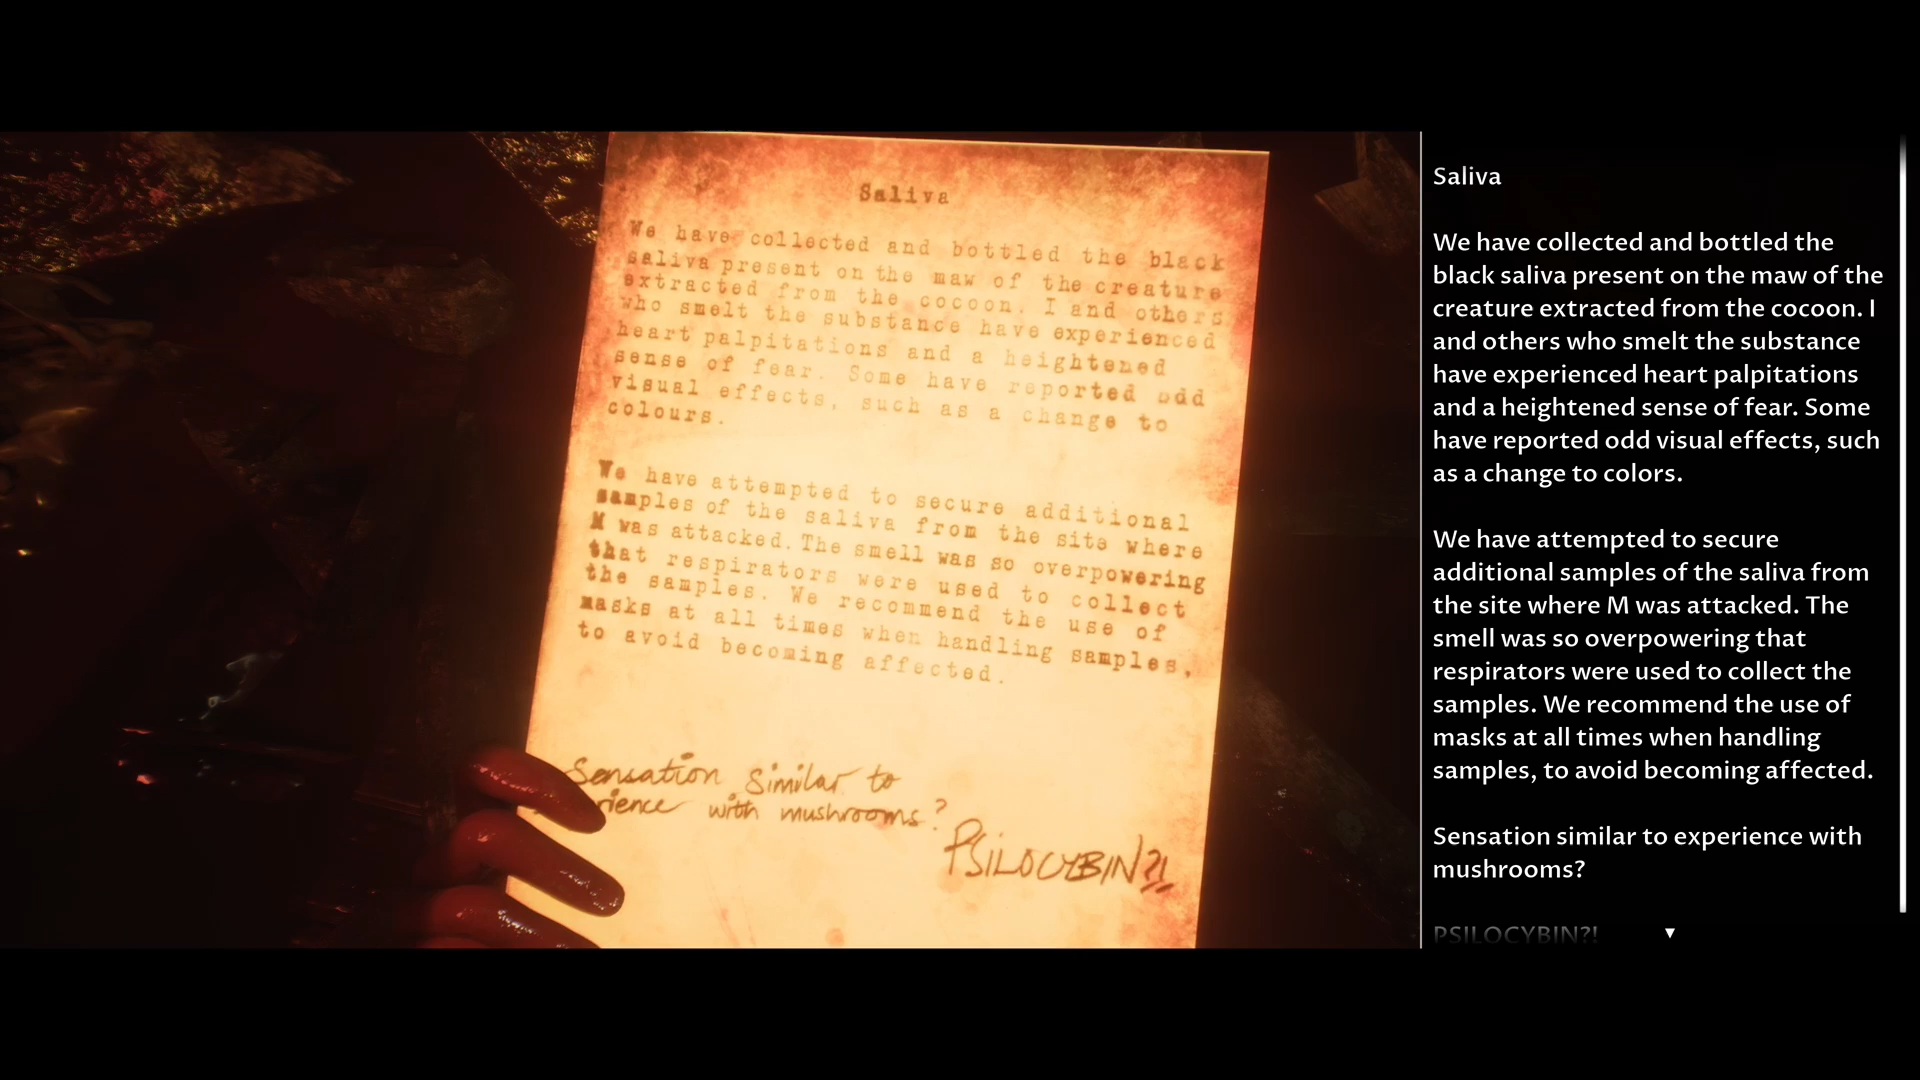 Saliva
We have collected and bottled the black
saliva present on the maw of the creature
extracted from the cocoon. I and others
who smelt the substance have experienced
heart palpitations and a heightened
sense of fear. Some have reported odd
visual effects, such as a change to
colours.
We have attempted to secure additional
samples of the saliva from the site where
M was attacked. The smell was so overpowering
that respirators were used to collect
the samples. We recommend the use of
masks at all times when handling samples,
to avoid becoming affected.
Sensation similar to
rience with mushrooms?
PSILOCYBIN?!
Saliva
We have collected and bottled the
black saliva present on the maw of the
creature extracted from the cocoon. I
and others who smelt the substance
have experienced heart palpitations
and a heightened sense of fear. Some
have reported odd visual effects, such
as a change to colors.
We have attempted to secure
additional samples of the saliva from
the site where M was attacked. The
smell was so overpowering that
respirators were used to collect the
samples. We recommend the use of
masks at all times when handling
samples, to avoid becoming affected.
Sensation similar to experience with
mushrooms?
PSILOCYBIN?!